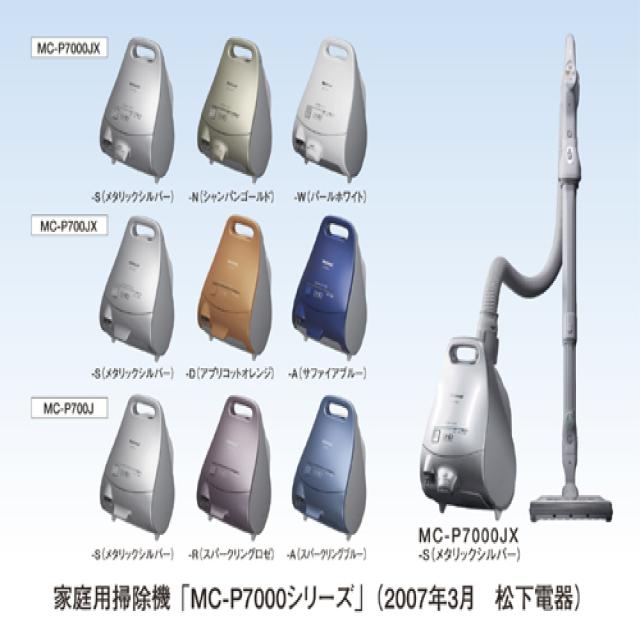 MC-P7000JX
-S(メタリックシルバー)
-N(シャンパンゴールド)
-W(パールホワイト)
MC-P700JX
-S(メタリックシルバー)
-D(アプリコットオレンジ)
-A(サファイアブルー)
MC-P700J
-S(メタリックシルバー)
-R(スパークリングロゼ)
-A(スパークリングブルー)
MC-P7000JX
-S(メタリックシルバー)
家庭用掃除機「MC-P7000シリーズ」(2007年3月 松下電器)